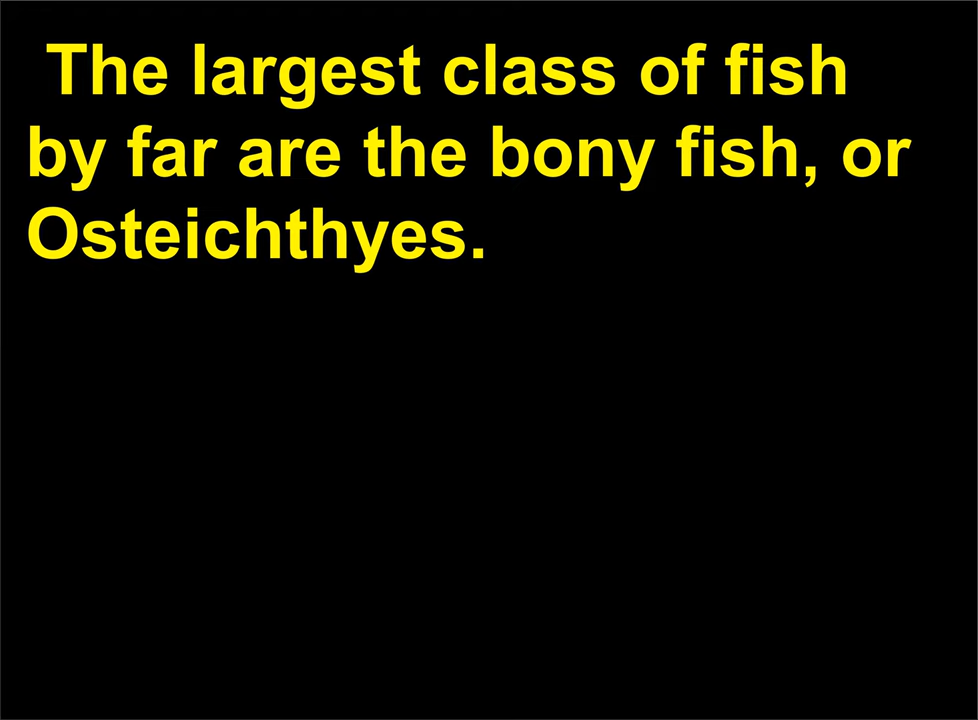 The largest class of fish
by far are the bony fish, or
Osteichthyes.